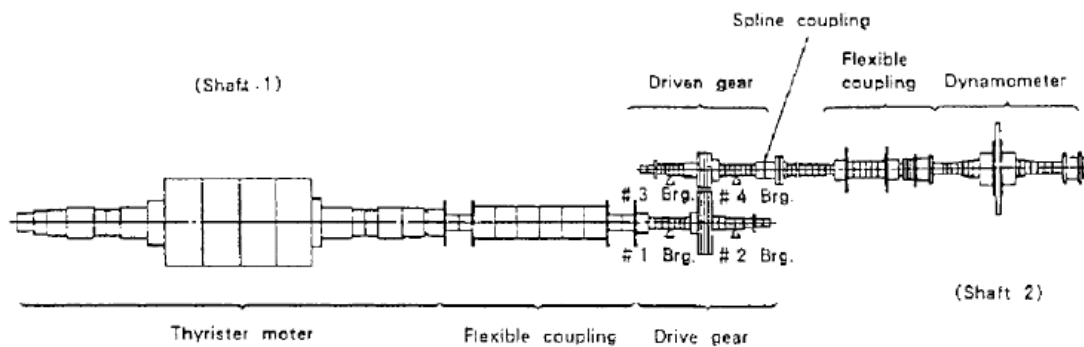 Spline coupling
Flexible
coupling
Dynamometer
Driven gear
(Shaft.1)
#3 Brg.
#4 Brg.
#1 Brg.
#2 Brg.
(Shaft 2)
Thyrister moter
Flexible coupling
Drive gear